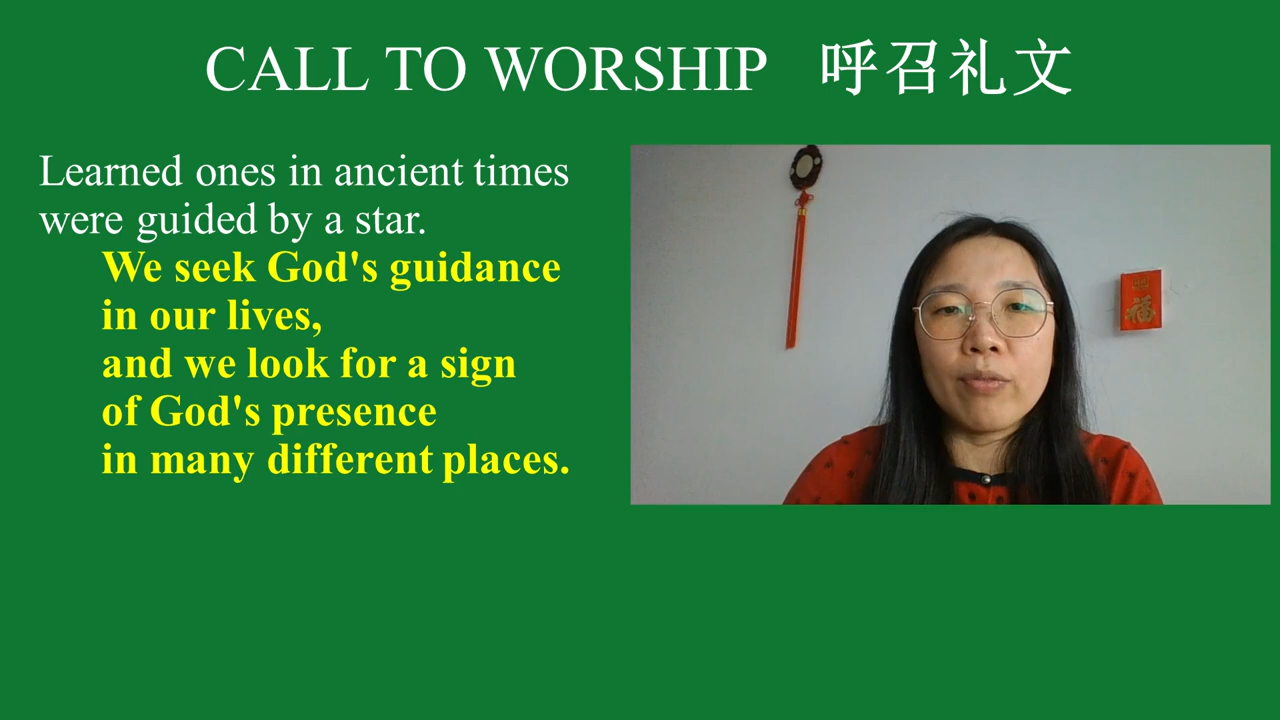 CALL TO WORSHIP 呼召礼文
Learned ones in ancient times
were guided by a star.
We seek God's guidance
in our lives,
and we look for a sign
of God's presence
in many different places.
福